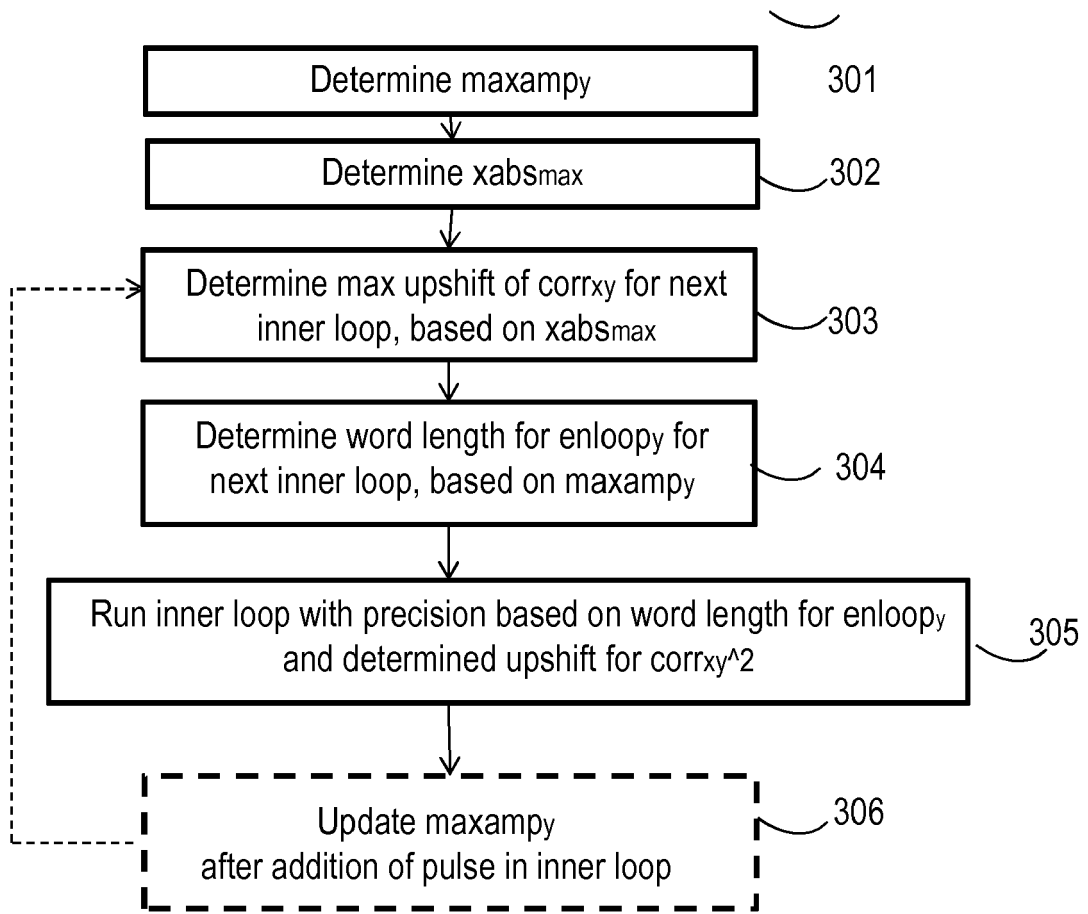 Determine maxampy
301
Determine xabsmax
302
Determine max upshift of corrxy for next
inner loop, based on xabsmax
303
Determine word length for enloopy for
next inner loop, based on maxampy
304
Run inner loop with precision based on word length for enloopy
and determined upshift for corrxy^2
305
Update maxampy
after addition of pulse in inner loop
306